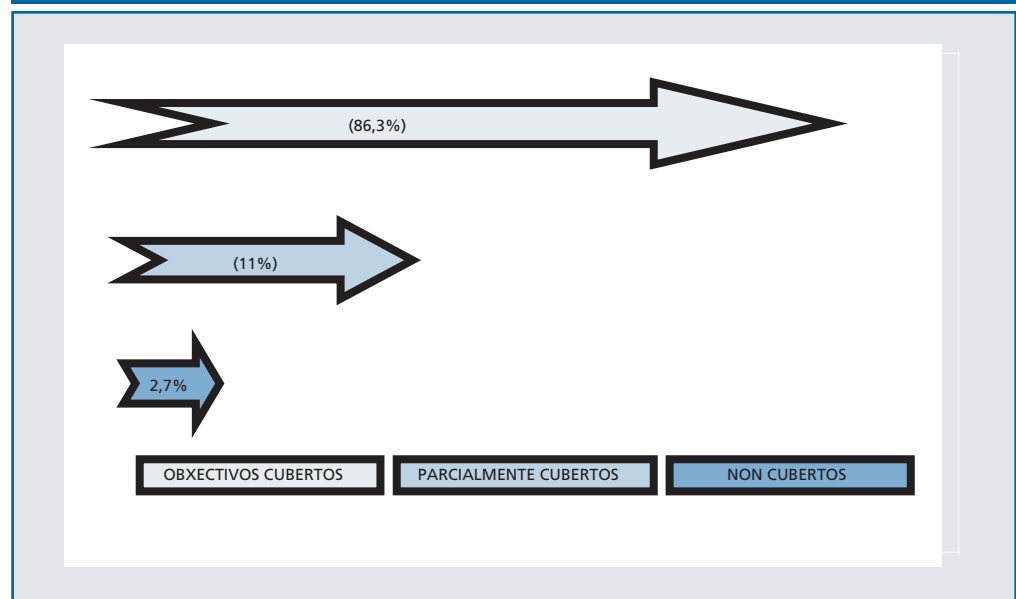 (86,3%)
(11%)
2,7%
OBXECTIVOS CUBERTOS
PARCIALMENTE CUBERTOS
NON CUBERTOS